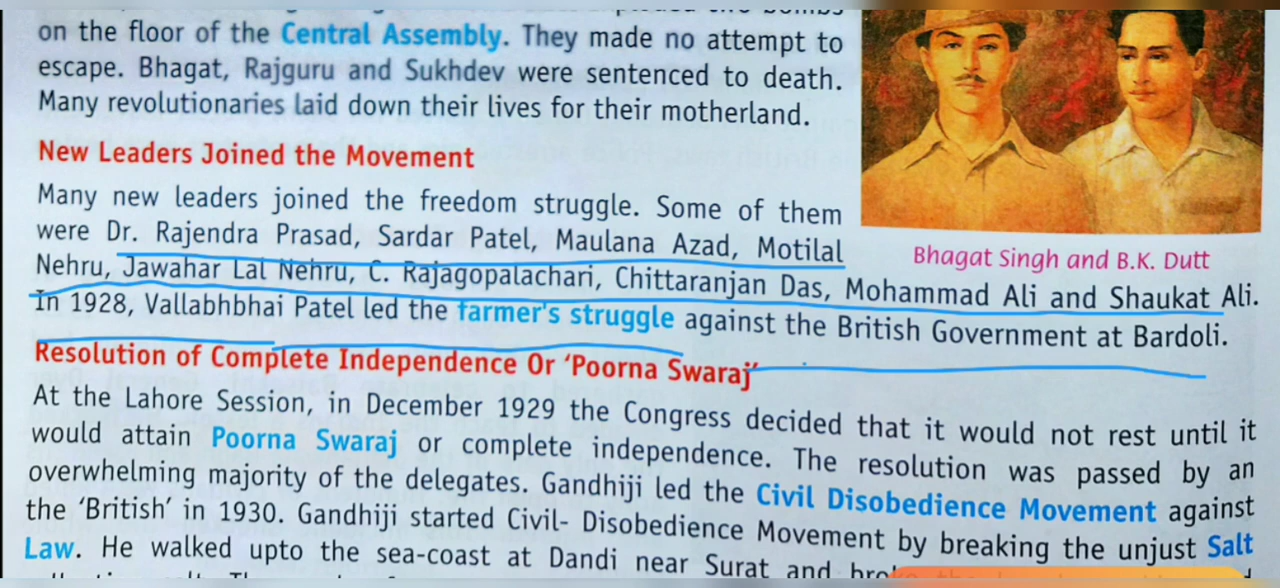 on the floor of the Central Assembly. They made no attempt to
escape. Bhagat, Rajguru and Sukhdev were sentenced to death.
Many revolutionaries laid down their lives for their motherland.
New Leaders Joined the Movement
Many new leaders joined the freedom struggle. Some of them
were Dr. Rajendra Prasad, Sardar Patel, Maulana Azad, Motilal
Nehru, Jawahar Lal Nehru, C. Rajagopalachari, Chittaranjan Das, Mohammad Ali and Shaukat Ali.
In 1928, Vallabhbhai Patel led the farmer's struggle against the British Government at Bardoli.
Bhagat Singh and B.K. Dutt
Resolution of Complete Independence Or 'Poorna Swaraj'
At the Lahore Session, in December 1929 the Congress decided that it would not rest until it
would attain Poorna Swaraj or complete independence. The resolution was passed by an
overwhelming majority of the delegates. Gandhiji led the Civil Disobedience Movement against
the 'British' in 1930. Gandhiji started Civil- Disobedience Movement by breaking the unjust Salt
Law. He walked upto the sea-coast at Dandi near Surat and